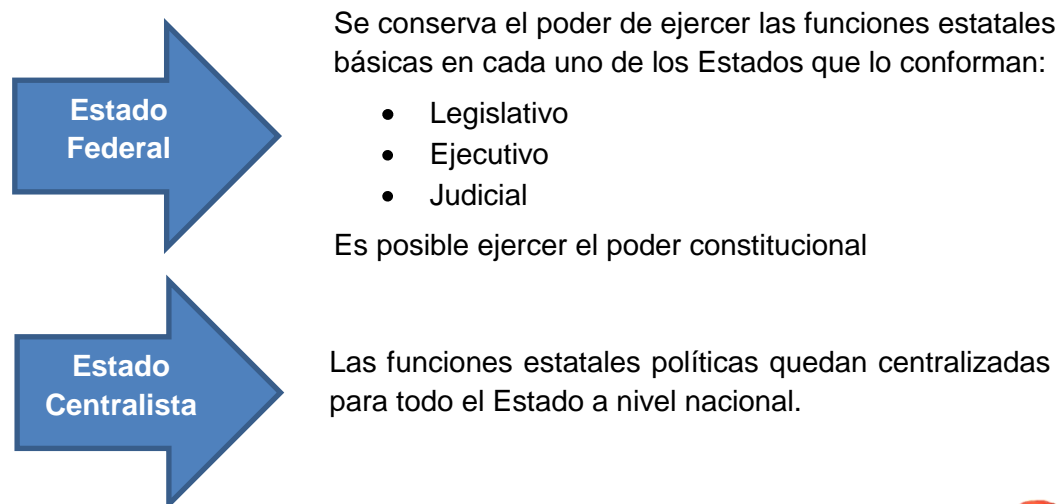 Estado
Federal
Se conserva el poder de ejercer las funciones estatales
básicas en cada uno de los Estados que lo conforman:
• Legislativo
• Ejecutivo
• Judicial
Es posible ejercer el poder constitucional
Estado
Centralista
Las funciones estatales políticas quedan centralizadas
para todo el Estado a nivel nacional.